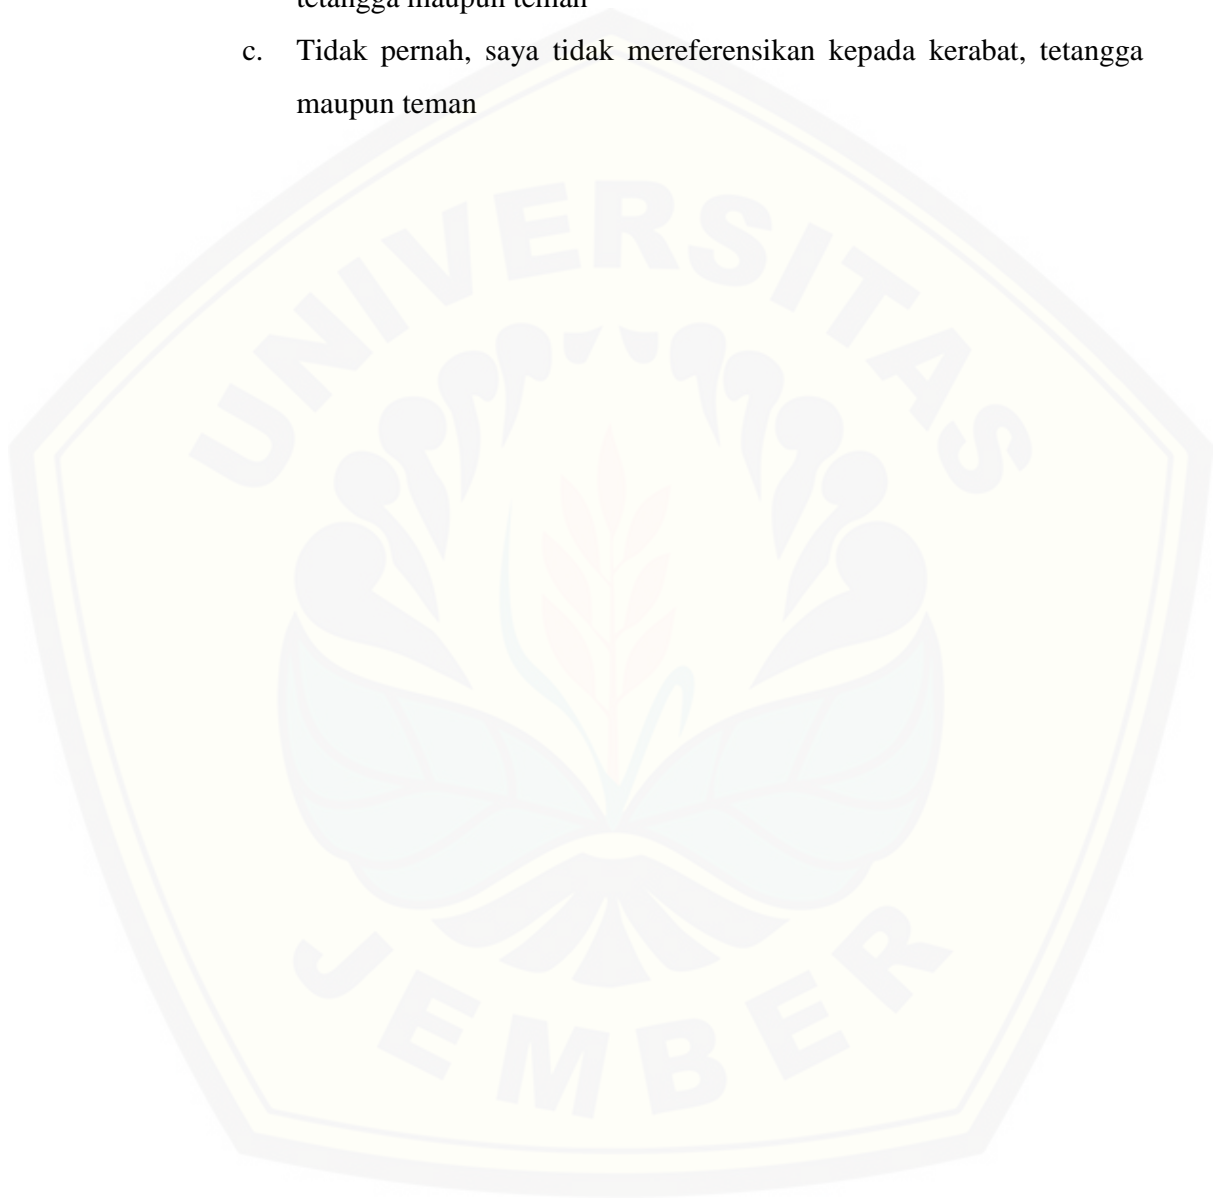 tetangga maupun teman
c. Tidak pernah, saya tidak mereferensikan kepada kerabat, tetangga
maupun teman
UNIVERSITAS
JEMBER